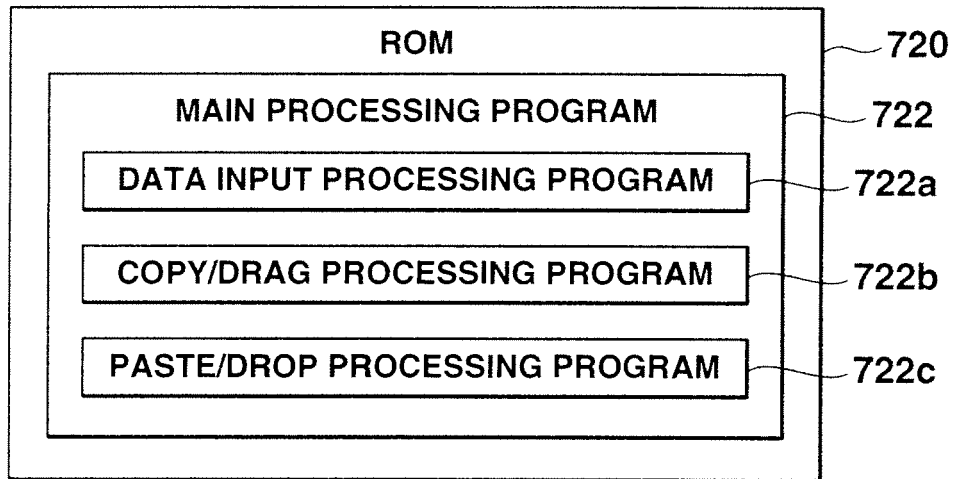 ROM
720
MAIN PROCESSING PROGRAM
722
DATA INPUT PROCESSING PROGRAM
722a
COPY/DRAG PROCESSING PROGRAM
722b
PASTE/DROP PROCESSING PROGRAM
722c